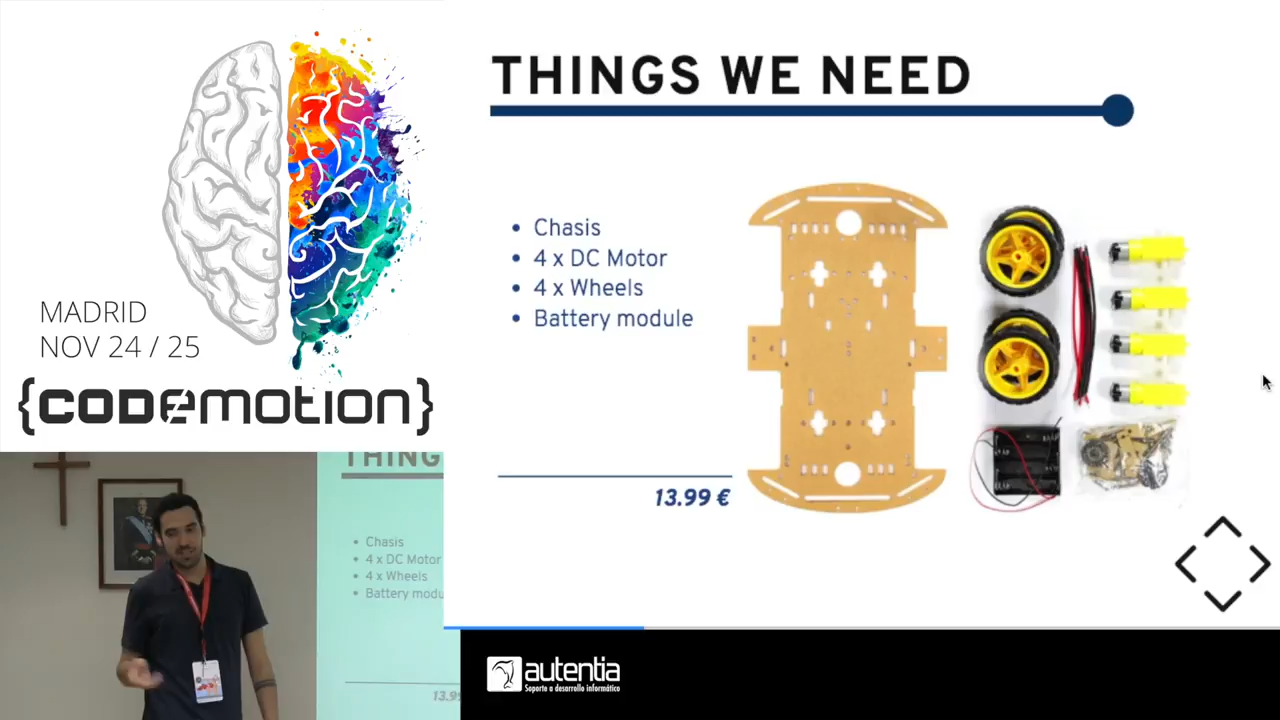 MADRID
NOV 24 / 25
{CODEMOTION}
THINGS WE NEED
Chasis
4 x DC Motor
4 x Wheels
Battery module
13.99 €
THING
Chasis
4 x DC Motor
4 x Wheels
Battery modu
13.99
autentia
Soporte a desarrollo informático